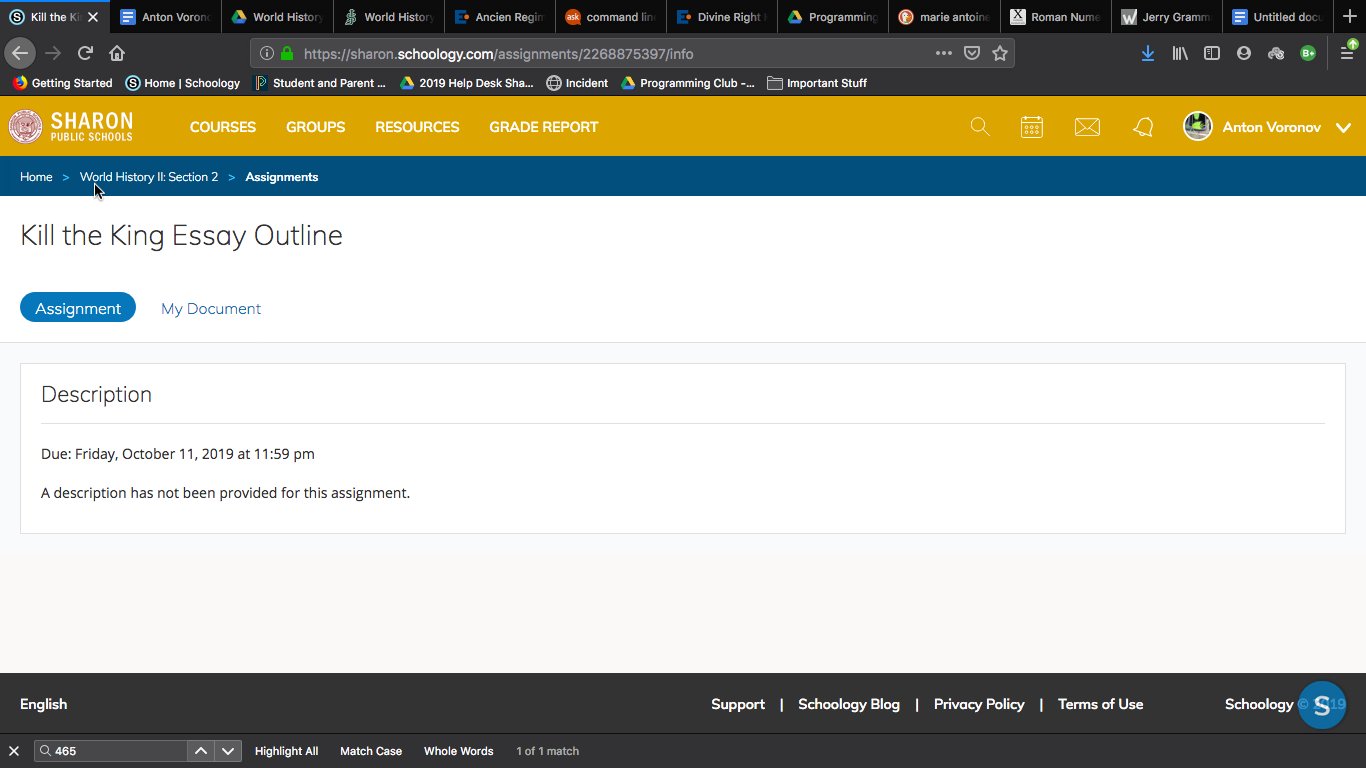 Kill the Ki
Anton Voron
World History
World History
Ancien Regim
command line
Divine Right
Programming
marie antoine
Roman Nume
Jerry Gramm
Untitled docu
https://sharon.schoology.com/assignments/2268875397/info
Getting Started
Home | Schoology
Student and Parent ...
2019 Help Desk Sha...
Incident
Programming Club -...
Important Stuff
SHARON
PUBLIC SCHOOLS
COURSES
GROUPS
RESOURCES
GRADE REPORT
Anton Voronov
Home > World History II: Section 2 > Assignments
Kill the King Essay Outline
Assignment
My Document
Description
Due: Friday, October 11, 2019 at 11:59 pm
A description has not been provided for this assignment.
English
Support | Schoology Blog | Privacy Policy | Terms of Use
Schoology © 2019
S
465
Highlight All
Match Case
Whole Words
1 of 1 match